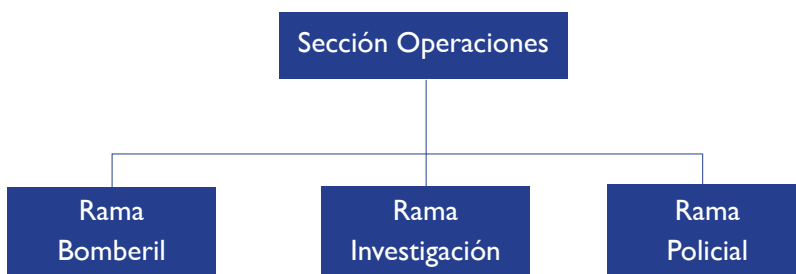 Sección Operaciones
Rama
Bomberil
Rama
Investigación
Rama
Policial